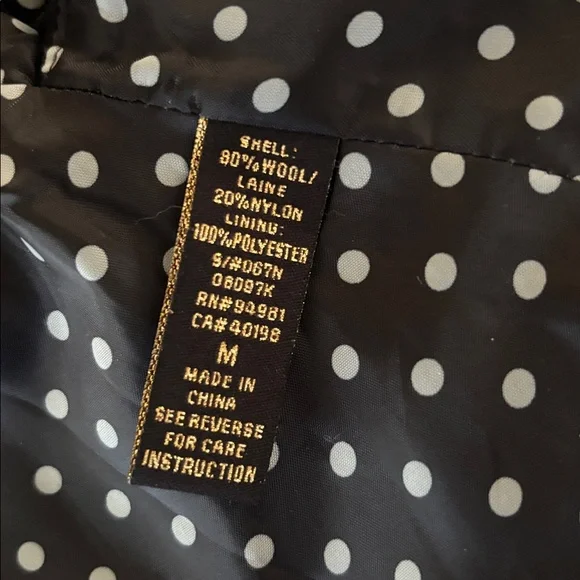 SHELL:
80%WOOL/
LAINE
20%NYLON
LINING:
100%POLYESTER
S/#067N
08097K
RN#94981
CA#40198
M
MADE IN
CHINA
SEE REVERSE
FOR CARE
INSTRUCTION